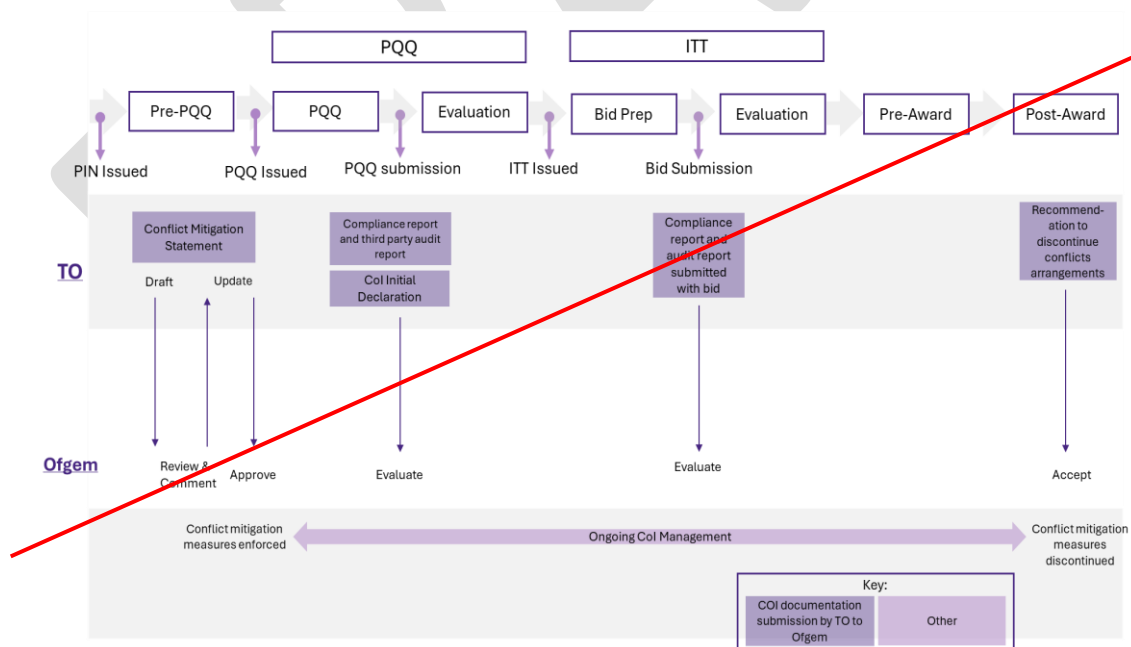 PQQ
ITT
Pre-PQQ
PQQ
Evaluation
Bid Prep
Evaluation
Pre-Award
Post-Award
PIN Issued
PQQ Issued
PQQ submission
ITT Issued
Bid Submission
TO
Conflict Mitigation
Statement
Draft
Update
Compliance report
and third party audit
report
CoI Initial
Declaration
Compliance
report and
audit report
submitted
with bid
Recommend-
ation to
discontinue
conflicts
arrangements
Ofgem
Review &
Comment
Approve
Evaluate
Evaluate
Accept
Conflict mitigation
measures enforced
Ongoing CoI Management
Conflict mitigation
measures
discontinued
Key:
COI documentation
submission by TO to
Ofgem
Other